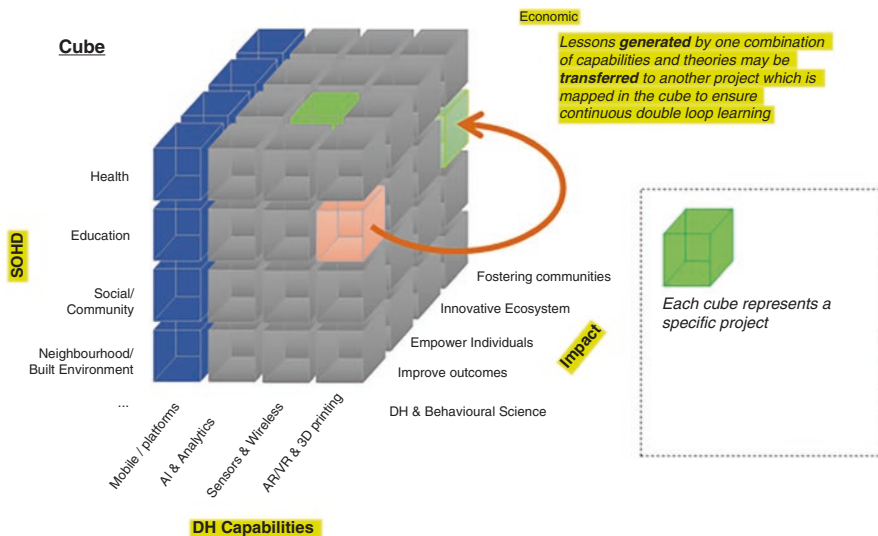 Economic
Cube
Lessons generated by one combination
of capabilities and theories may be
transferred to another project which is
mapped in the cube to ensure
continuous double loop learning
Health
Education
SOHD
Social/
Community
Neighbourhood/
Built Environment
...
Fostering communities
Innovative Ecosystem
Empower Individuals
Improve outcomes
Impact
DH & Behavioural Science
Each cube represents a
specific project
Mobile / platforms
AI & Analytics
Sensors & Wireless
AR/VR & 3D printing
DH Capabilities